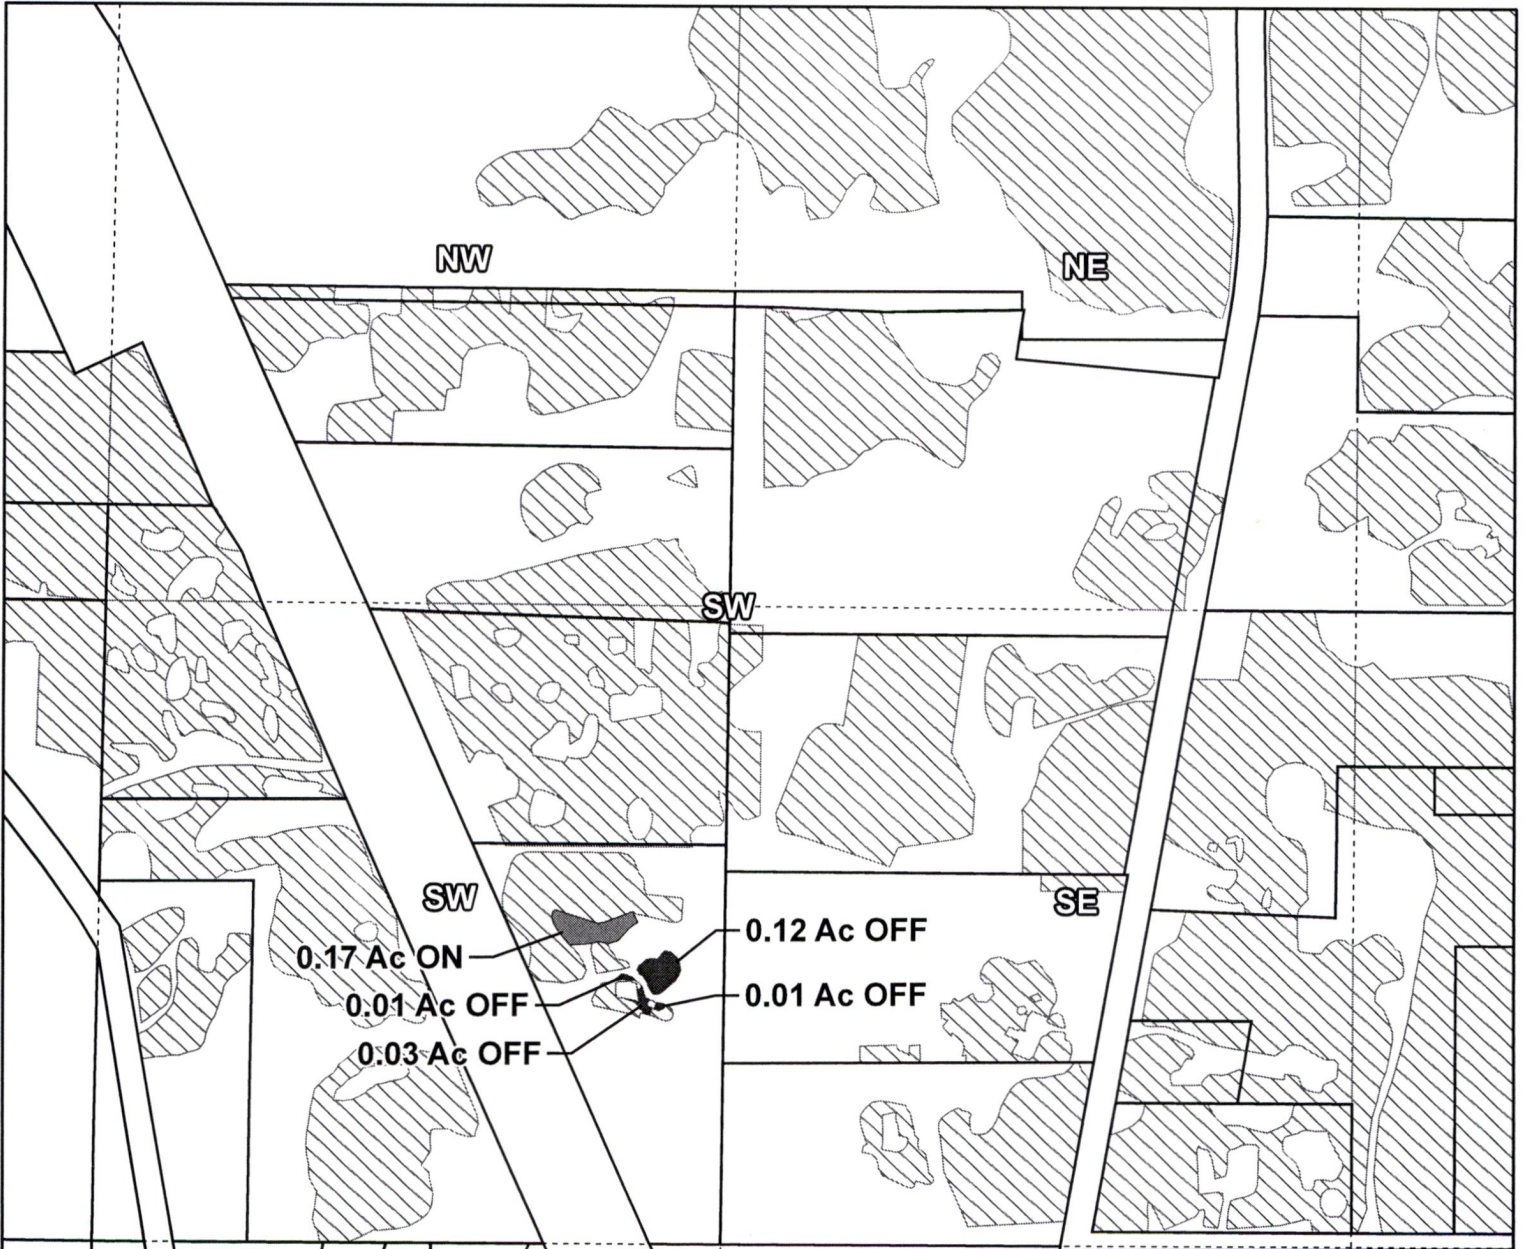 NW
NE
SW
SW
SE
0.12 Ac OFF
0.17 Ac ON
0.01 Ac OFF
0.01 Ac OFF
0.03 Ac OFF